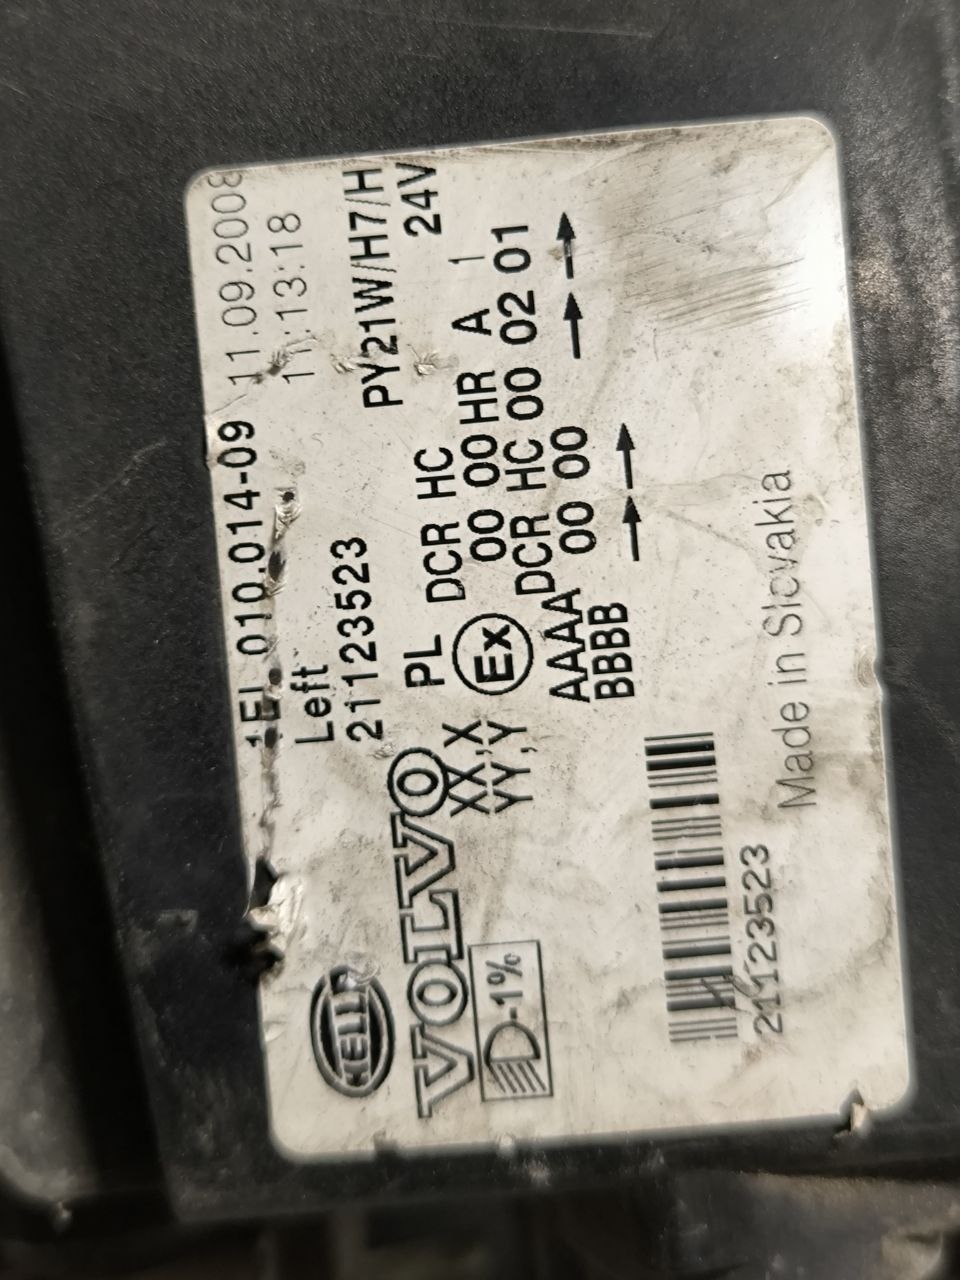 HELLA
1EL 010.014-09 11.09.2008
Left 11:13:18
21123523
VOLVO
PY21W/H7/H
24V
XX,X PL DCR HC
YY,Y Ex 00 00 HR A 1
DCR HC 00 02 01
AAAA 00 00
BBBB
-1%
21123523
Made in Slovakia